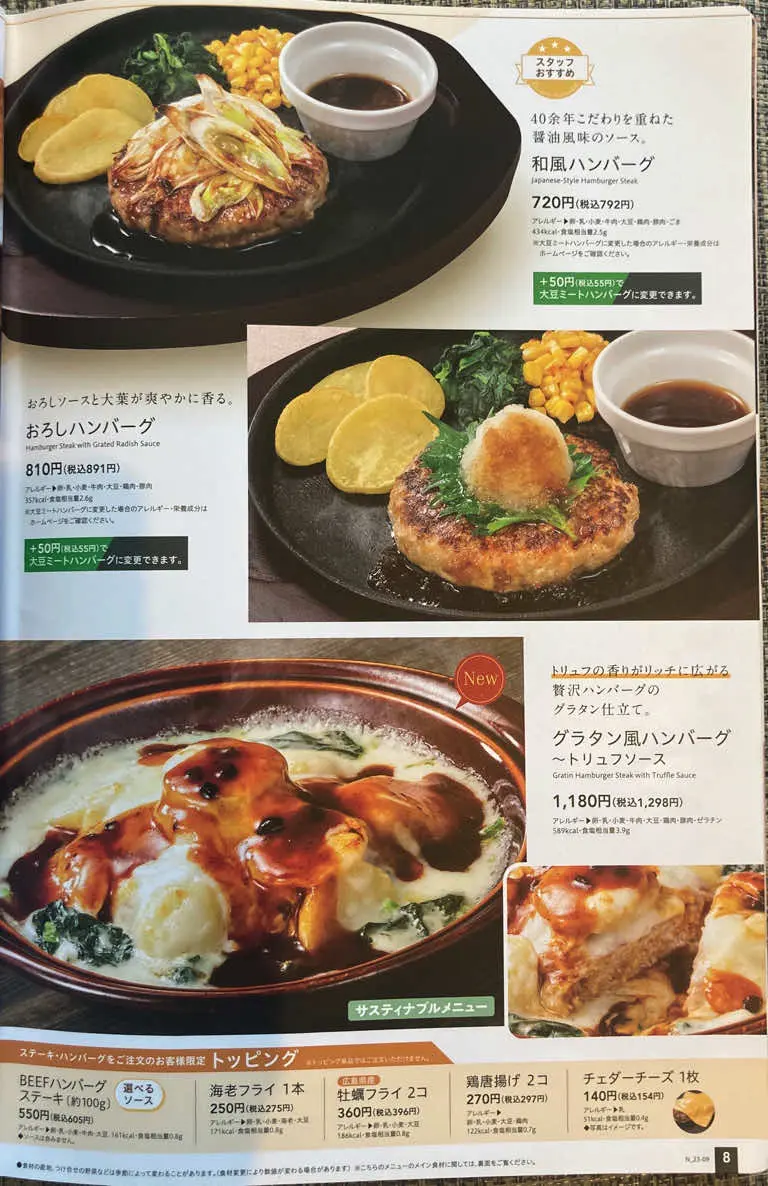 スタッフ
おすすめ
40余年こだわりを重ねた
醤油風味のソース。
和風ハンバーグ
Japanese-Style Hamburger Steak
720円(税込792円)
アレルギー▶卵・乳・小麦・牛肉・大豆・鶏肉・豚肉・ごま
434kcal・食塩相当量2.5g
※大豆ミートハンバーグに変更した場合のアレルギー・栄養成分は
ホームページをご確認ください。
+50円(税込55円)で
大豆ミートハンバーグに変更できます。
おろしソースと大葉が爽やかに香る。
おろしハンバーグ
Hamburger Steak with Grated Radish Sauce
810円(税込891円)
アレルギー▶卵・乳・小麦・牛肉・大豆・鶏肉・豚肉
357kcal・食塩相当量2.6g
※大豆ミートハンバーグに変更した場合のアレルギー・栄養成分は
ホームページをご確認ください。
+50円(税込55円)で
大豆ミートハンバーグに変更できます。
New
トリュフの香りがリッチに広がる
贅沢ハンバーグの
グラタン仕立て。
グラタン風ハンバーグ
~トリュフソース
Gratin Hamburger Steak with Truffle Sauce
1,180円(税込1,298円)
アレルギー▶卵・乳・小麦・牛肉・大豆・鶏肉・豚肉・ゼラチン
589kcal・食塩相当量3.9g
サスティナブルメニュー
ステーキ・ハンバーグをご注文のお客様限定 トッピング ※トッピング単品ではご注文いただけません。
BEEFハンバーグ
ステーキ(約100g)
選べる
ソース
550円(税込605円)
アレルギー▶卵・乳・小麦・牛肉・大豆 161kcal・食塩相当量0.8g
●ソースは含みません。
海老フライ 1本
250円(税込275円)
アレルギー▶卵・乳・小麦・海老・大豆
171kcal・食塩相当量0.8g
広島県産
牡蠣フライ 2コ
360円(税込396円)
アレルギー▶卵・乳・小麦・大豆
186kcal・食塩相当量0.8g
鶏唐揚げ 2コ
270円(税込297円)
アレルギー▶
卵・乳・小麦・大豆・鶏肉
122kcal・食塩相当量0.7g
チェダーチーズ 1枚
140円(税込154円)
アレルギー▶乳
51kcal・食塩相当量0.4g
●写真はイメージです。
●食材の産地、つけ合せの野菜などは季節によって変わることがあります。(食材変更により数値が変わる場合があります) ※こちらのメニューのメイン食材に関しては、裏面をご覧ください。
N_23-09
8